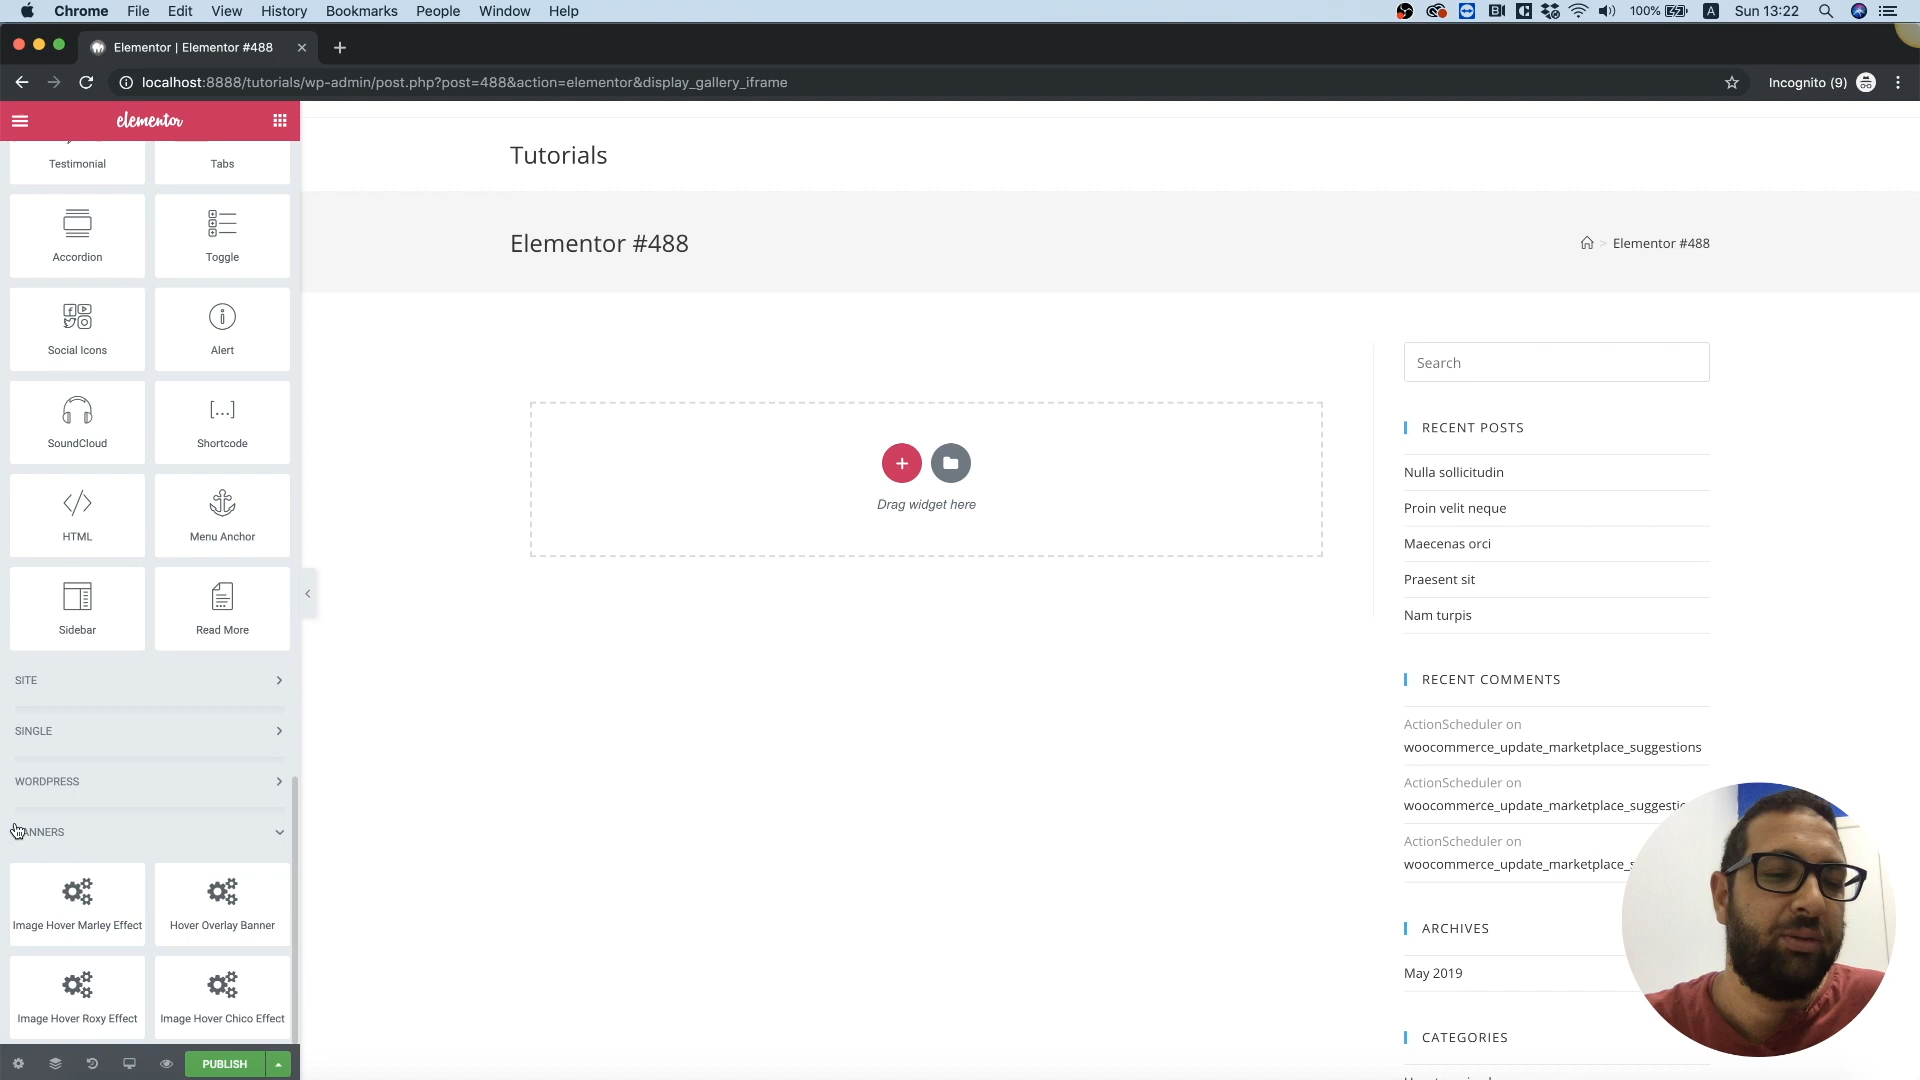 Chrome File Edit View History Bookmarks People Window Help
100% A Sun 13:22
Elementor | Elementor #488
localhost:8888/tutorials/wp-admin/post.php?post=488&action=elementor&display_gallery_iframe
Incognito (9)
elementor
Testimonial
Tabs
Accordion
Toggle
Social Icons
Alert
SoundCloud
[...]
Shortcode
HTML
Menu Anchor
Sidebar
Read More
SITE
SINGLE
WORDPRESS
ANNERS
Image Hover Marley Effect
Hover Overlay Banner
Image Hover Roxy Effect
Image Hover Chico Effect
PUBLISH
Tutorials
Elementor #488
> Elementor #488
Drag widget here
Search
RECENT POSTS
Nulla sollicitudin
Proin velit neque
Maecenas orci
Praesent sit
Nam turpis
RECENT COMMENTS
ActionScheduler on
woocommerce_update_marketplace_suggestions
ActionScheduler on
woocommerce_update_marketplace_suggestio
ActionScheduler on
woocommerce_update_marketplace_s
ARCHIVES
May 2019
CATEGORIES